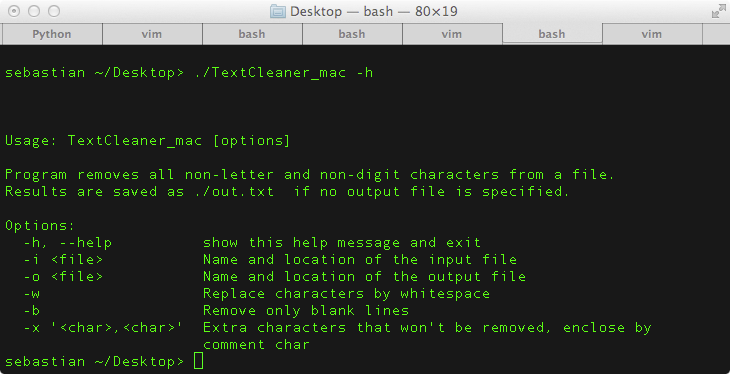 Desktop — bash — 80×19
Python vim bash bash vim bash vim
sebastian ~/Desktop> ./TextCleaner_mac -h
Usage: TextCleaner_mac [options]
Program removes all non-letter and non-digit characters from a file.
Results are saved as ./out.txt  if no output file is specified.
Options:
  -h, --help          show this help message and exit
  -i <file>           Name and location of the input file
  -o <file>           Name and location of the output file
  -w                  Replace characters by whitespace
  -b                  Remove only blank lines
  -x '<char>,<char>'  Extra characters that won't be removed, enclose by
                      comment char
sebastian ~/Desktop>